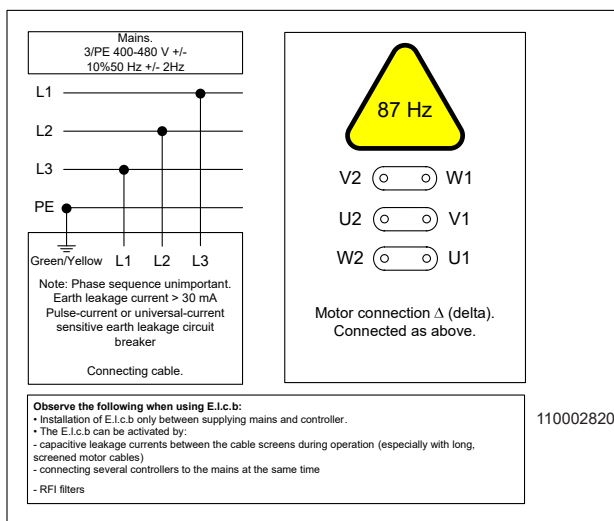 Mains.
3/PE 400-480 V +/-
10%50 Hz +/- 2Hz
L1
L2
L3
PE
Green/Yellow L1 L2 L3
Note: Phase sequence unimportant.
Earth leakage current > 30 mA
Pulse-current or universal-current
sensitive earth leakage circuit
breaker
Connecting cable.
87 Hz
V2 W1
U2 V1
W2 U1
Motor connection Δ (delta).
Connected as above.
Observe the following when using E.l.c.b:
• Installation of E.l.c.b only between supplying mains and controller.
• The E.l.c.b can be activated by:
- capacitive leakage currents between the cable screens during operation (especially with long,
screened motor cables)
- connecting several controllers to the mains at the same time
- RFI filters
110002820